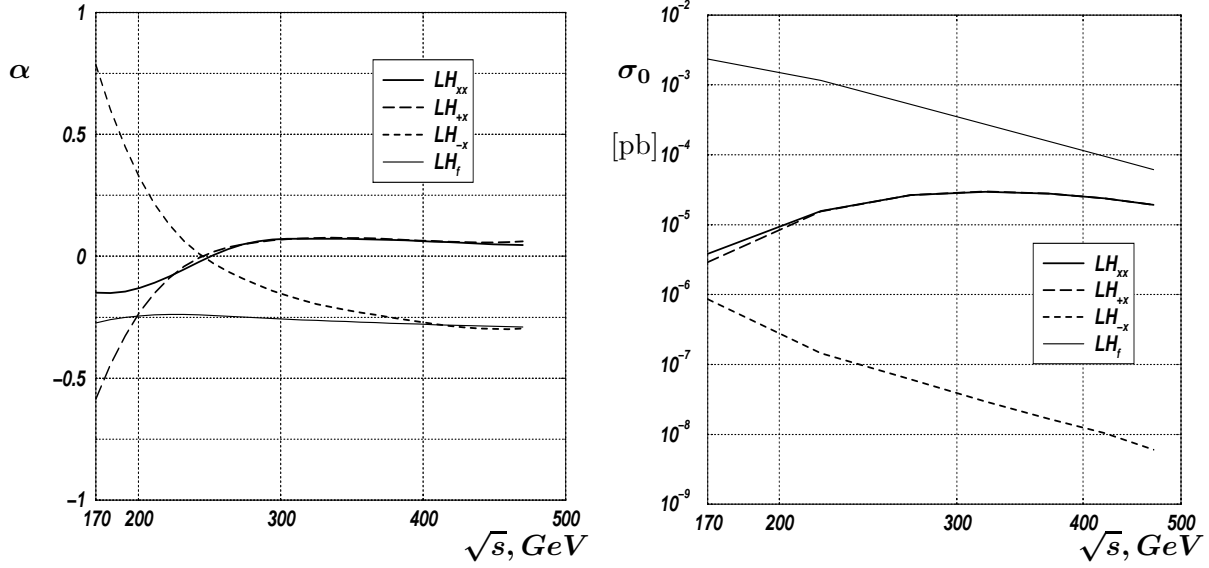 1
α
0.5
0
−0.5
−1
170 200 300 400 500
√s, GeV
LH_xx
LH_+x
LH_−x
LH_f
10^−2
σ_0
10^−3
[pb]
10^−4
10^−5
10^−6
10^−7
10^−8
10^−9
170 200 300 400 500
√s, GeV
LH_xx
LH_+x
LH_−x
LH_f